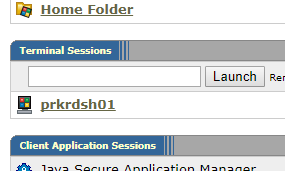 Home Folder
Terminal Sessions
Launch
prkrdsh01
Client Application Sessions
Java Secure Application Manager